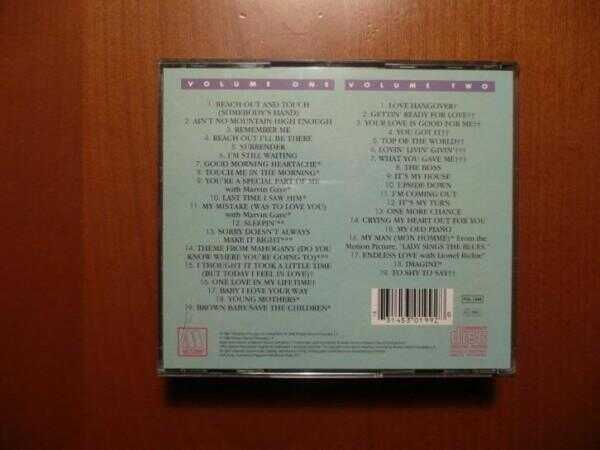 VOLUME ONE
1. REACH OUT AND TOUCH
(SOMEBODY'S HAND)
2. AIN'T NO MOUNTAIN HIGH ENOUGH
3. REMEMBER ME
4. REACH OUT I'LL BE THERE
5. SURRENDER
6. I'M STILL WAITING
7. GOOD MORNING HEARTACHE*
8. TOUCH ME IN THE MORNING*
9. YOU'RE A SPECIAL PART OF ME
with Marvin Gaye*
10. LAST TIME I SAW HIM*
11. MY MISTAKE (WAS TO LOVE YOU)
with Marvin Gaye*
12. SLEEPIN'**
13. SORRY DOESN'T ALWAYS
MAKE IT RIGHT***
14. THEME FROM MAHOGANY (DO YOU
KNOW WHERE YOU'RE GOING TO)***
15. I THOUGHT IT TOOK A LITTLE TIME
(BUT TODAY I FEEL IN LOVE)†
16. ONE LOVE IN MY LIFETIME†
17. BABY I LOVE YOUR WAY
18. YOUNG MOTHERS*
19. BROWN BABY/SAVE THE CHILDREN*
VOLUME TWO
1. LOVE HANGOVER†
2. GETTIN' READY FOR LOVE††
3. YOUR LOVE IS GOOD FOR ME††
4. YOU GOT IT††
5. TOP OF THE WORLD††
6. LOVIN' LIVIN' GIVIN'††
7. WHAT YOU GAVE ME††
8. THE BOSS
9. IT'S MY HOUSE
10. UPSIDE DOWN
11. I'M COMING OUT
12. IT'S MY TURN
13. ONE MORE CHANCE
14. CRYING MY HEART OUT FOR YOU
15. MY OLD PIANO
16. MY MAN (MON HOMME)* From the
Motion Picture, "LADY SINGS THE BLUES."
17. ENDLESS LOVE with Lionel Richie*
18. IMAGINE*
19. TO SHY TO SAY††
31453 01992
MOTOWN
COMPACT
disc
DIGITAL AUDIO